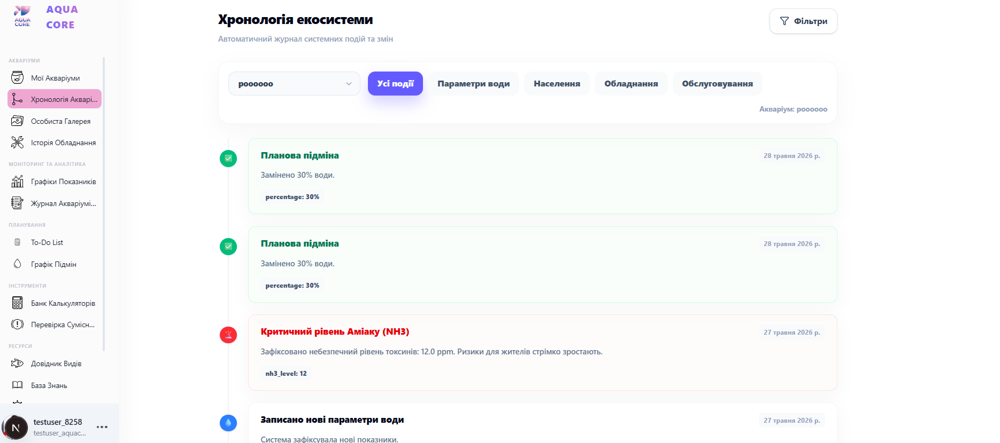 AQUA
CORE
AQUA
CORE
АКВАРІУМИ
Мої Акваріуми
Хронологія Акварі...
Особиста Галерея
Історія Обладнання
МОНІТОРИНГ ТА АНАЛІТИКА
Графіки Показників
Журнал Акваріумі...
ПЛАНУВАННЯ
To-Do List
Графік Підмін
ІНСТРУМЕНТИ
Банк Калькуляторів
Перевірка Сумісн...
РЕСУРСИ
Довідник Видів
База Знань
N
testuser_8258
testuser_aquac...
Хронологія екосистеми
Автоматичний журнал системних подій та змін
Фільтри
poooooo
Усі події
Параметри води
Населення
Обладнання
Обслуговування
Акваріум: poooooo
Планова підміна
28 травня 2026 р.
Замінено 30% води.
percentage: 30%
Планова підміна
28 травня 2026 р.
Замінено 30% води.
percentage: 30%
Критичний рівень Аміаку (NH3)
27 травня 2026 р.
Зафіксовано небезпечний рівень токсинів: 12.0 ppm. Ризики для жителів стрімко зростають.
nh3_level: 12
Записано нові параметри води
27 травня 2026 р.
Система зафіксувала нові показники.